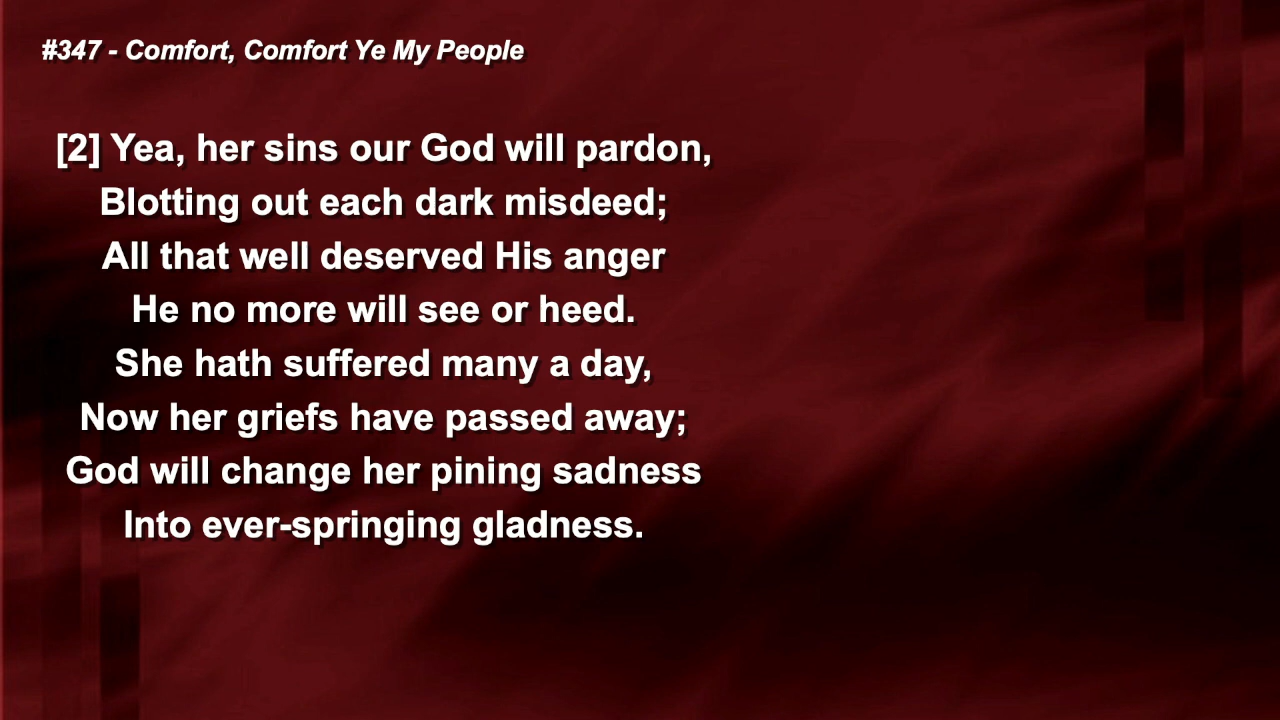 #347 - Comfort, Comfort Ye My People
[2] Yea, her sins our God will pardon,
Blotting out each dark misdeed;
All that well deserved His anger
He no more will see or heed.
She hath suffered many a day,
Now her griefs have passed away;
God will change her pining sadness
Into ever-springing gladness.